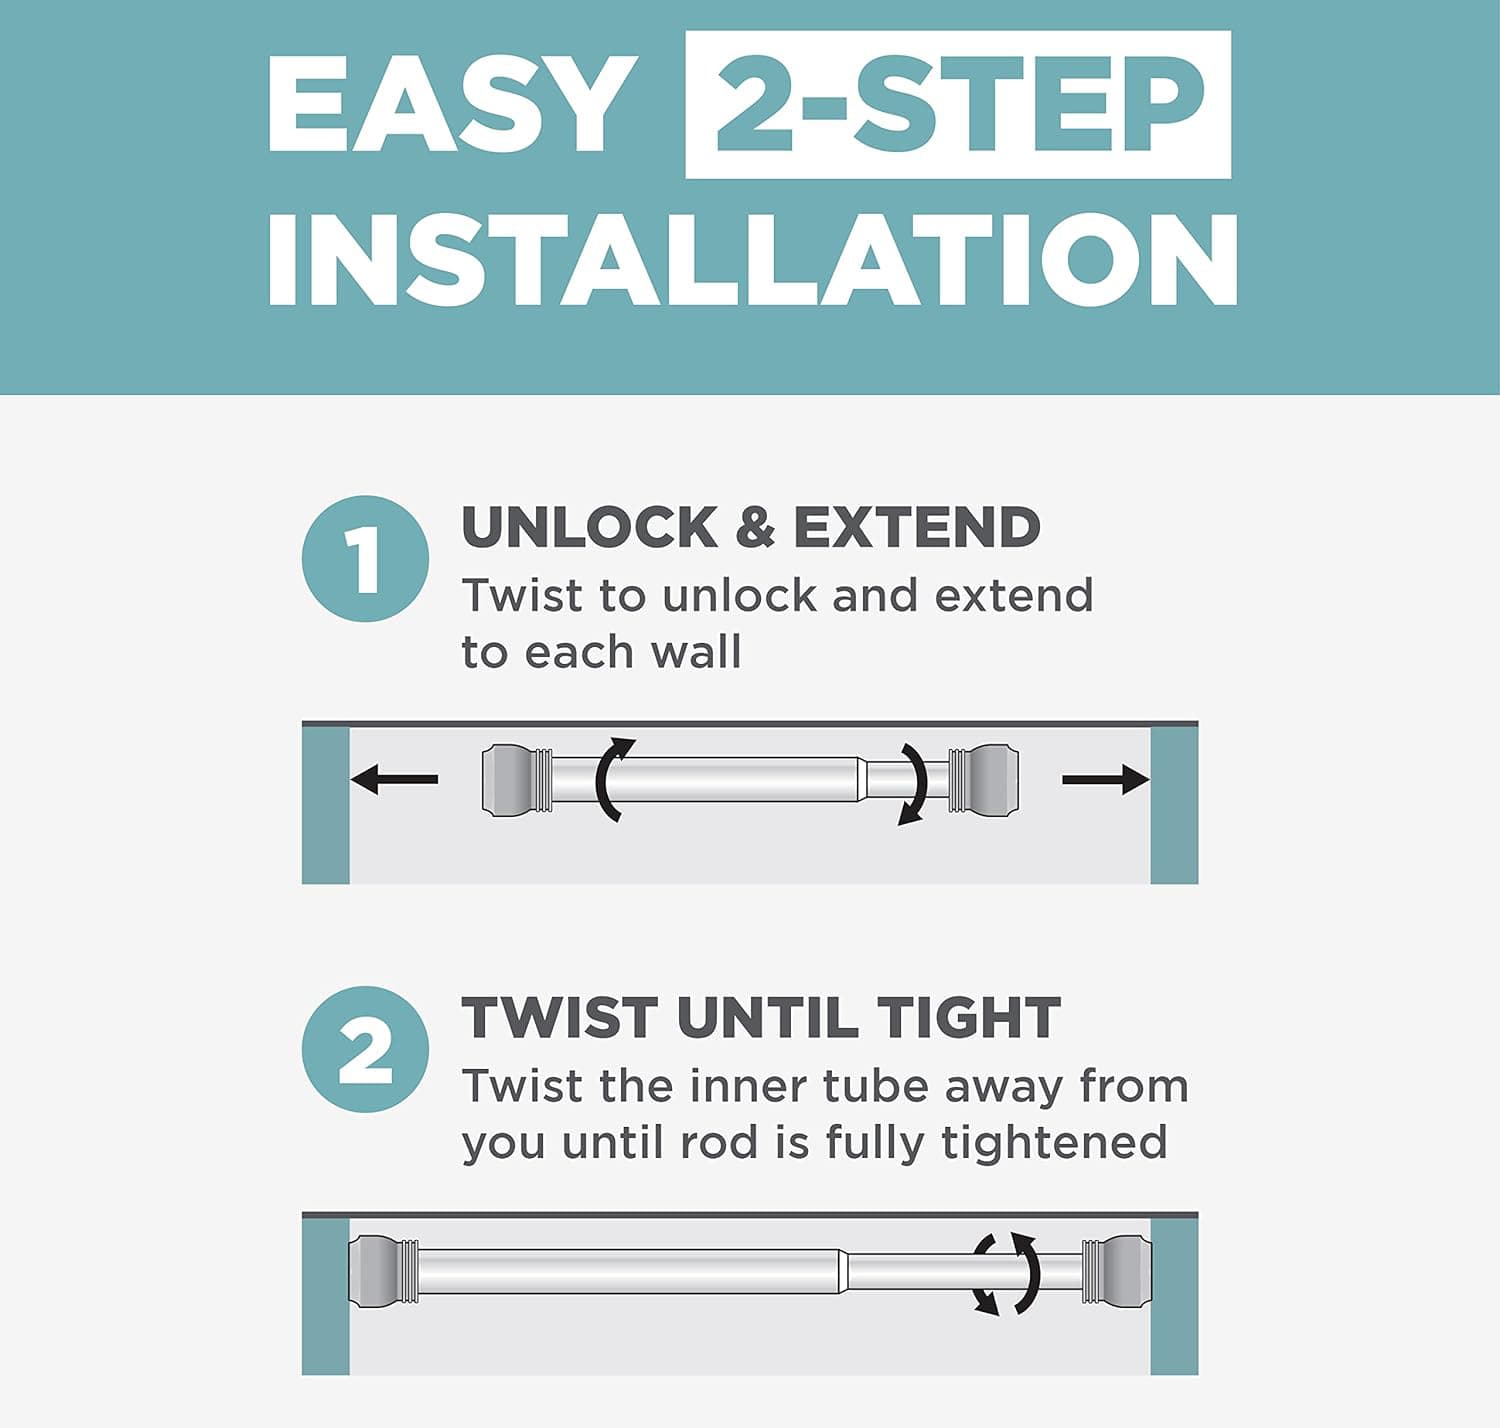 EASY 2-STEP
INSTALLATION
1
UNLOCK & EXTEND
Twist to unlock and extend
to each wall
2
TWIST UNTIL TIGHT
Twist the inner tube away from
you until rod is fully tightened